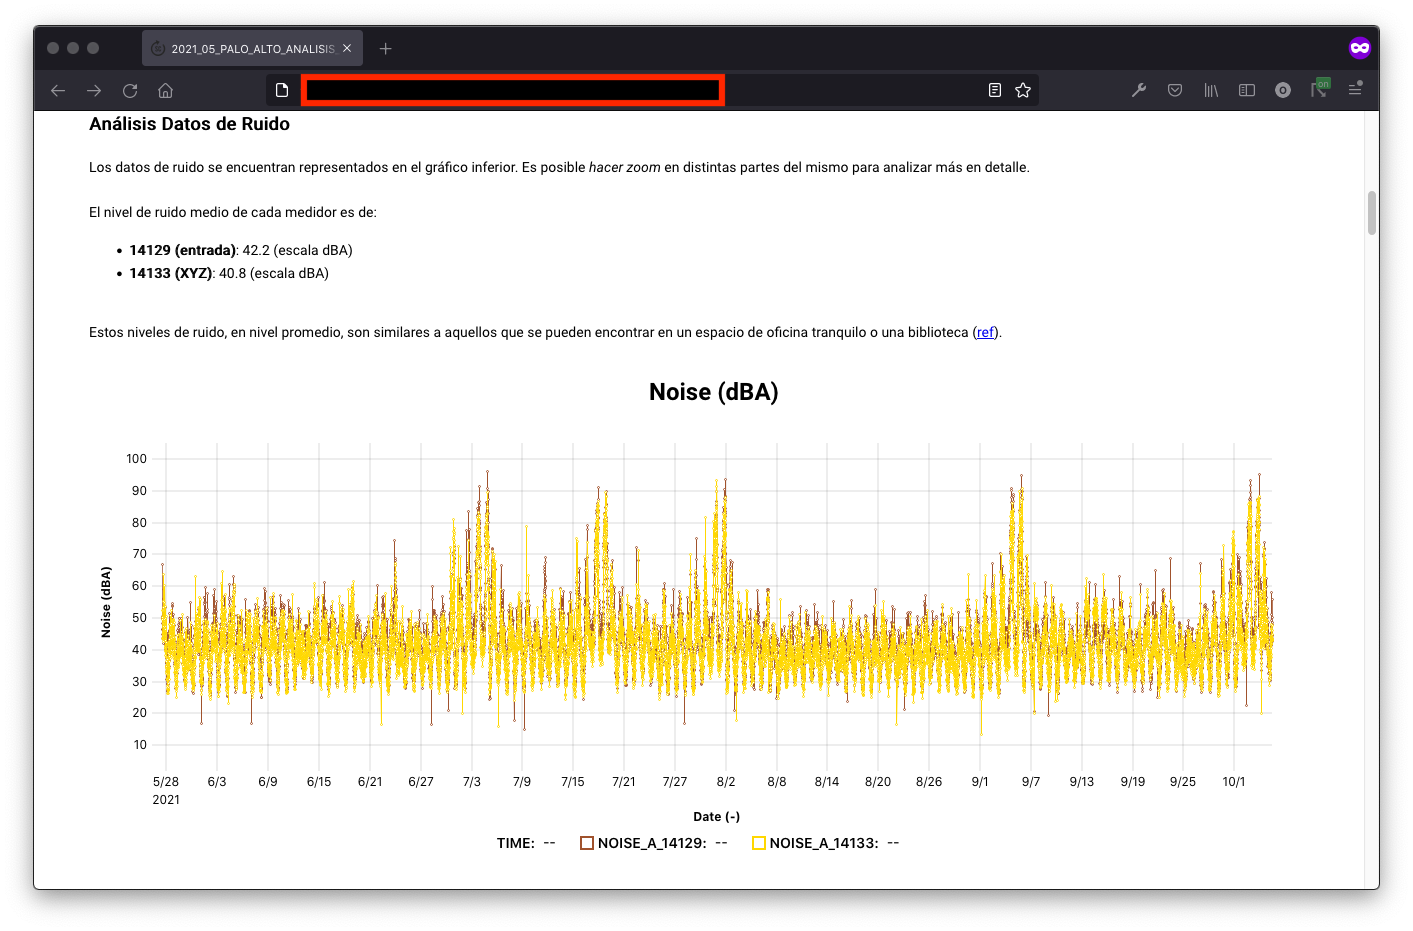 2021_05_PALO_ALTO_ANALISIS_
on
Análisis Datos de Ruido
Los datos de ruido se encuentran representados en el gráfico inferior. Es posible hacer zoom en distintas partes del mismo para analizar más en detalle.
El nivel de ruido medio de cada medidor es de:
• 14129 (entrada): 42.2 (escala dBA)
• 14133 (XYZ): 40.8 (escala dBA)
Estos niveles de ruido, en nivel promedio, son similares a aquellos que se pueden encontrar en un espacio de oficina tranquilo o una biblioteca (ref).
Noise (dBA)
100
90
80
70
60
50
40
30
20
10
Noise (dBA)
5/28 6/3 6/9 6/15 6/21 6/27 7/3 7/9 7/15 7/21 7/27 8/2 8/8 8/14 8/20 8/26 9/1 9/7 9/13 9/19 9/25 10/1
2021
Date (-)
TIME: -- NOISE_A_14129: -- NOISE_A_14133: --